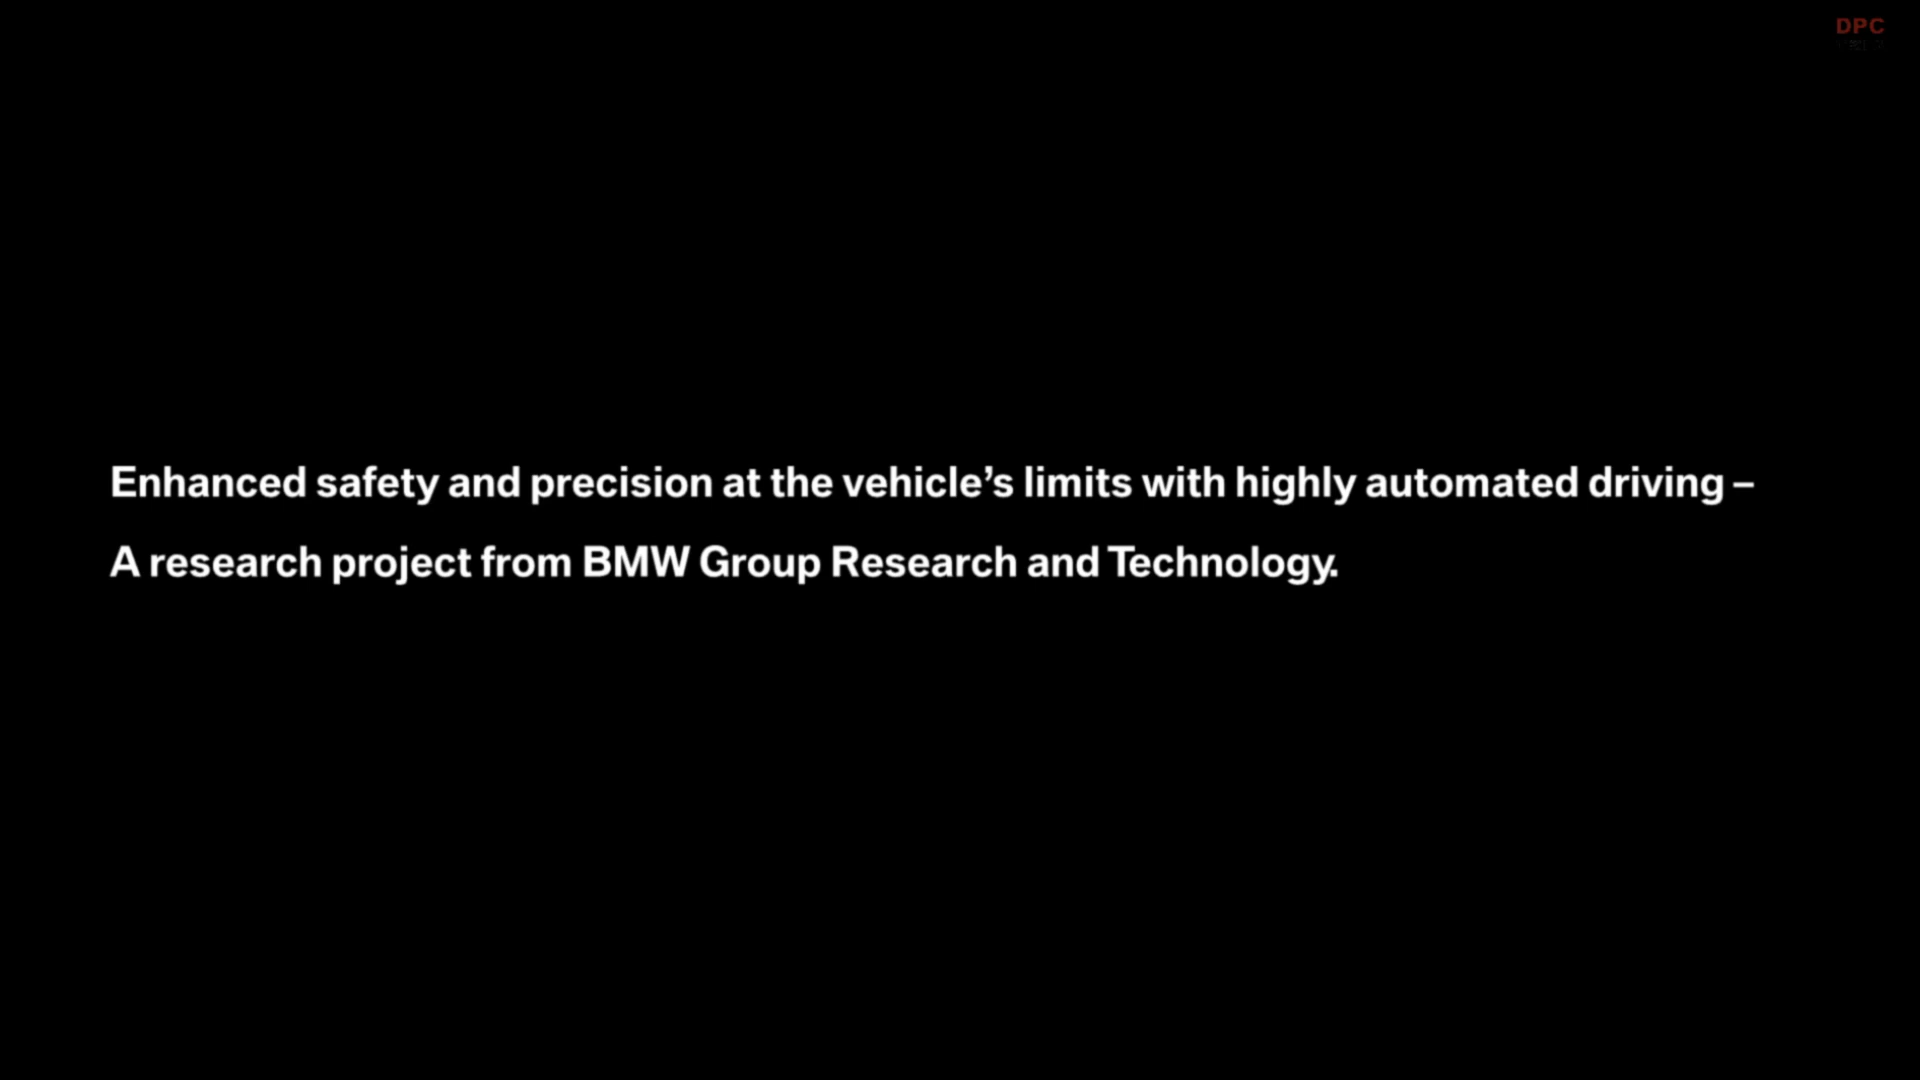 DPC
Enhanced safety and precision at the vehicle’s limits with highly automated driving –
A research project from BMW Group Research and Technology.